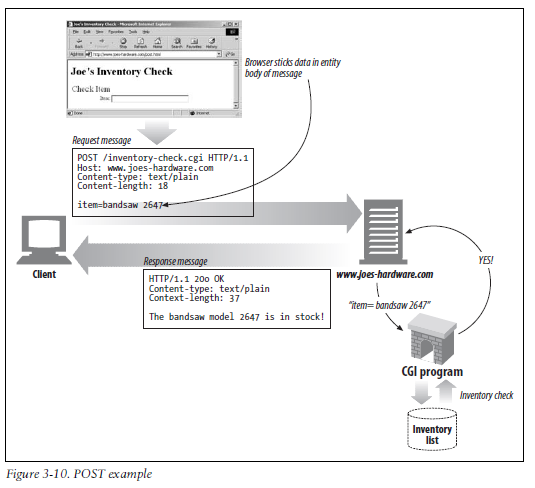 Joe's Inventory Check - Microsoft Internet Explorer
File Edit View Favorites Tools Help
Back Stop Refresh Home Search Favorites History
Address http://www.joes-hardware.com/post.html
Joe's Inventory Check
Check Item
Item:
Done Internet
Browser sticks data in entity
body of message
Request message
POST /inventory-check.cgi HTTP/1.1
Host: www.joes-hardware.com
Content-type: text/plain
Content-length: 18
item=bandsaw 2647
Client
Response message
HTTP/1.1 20o OK
Content-type: text/plain
Context-length: 37
The bandsaw model 2647 is in stock!
www.joes-hardware.com
YES!
"item= bandsaw 2647"
CGI program
Inventory check
Inventory
list
Figure 3-10. POST example